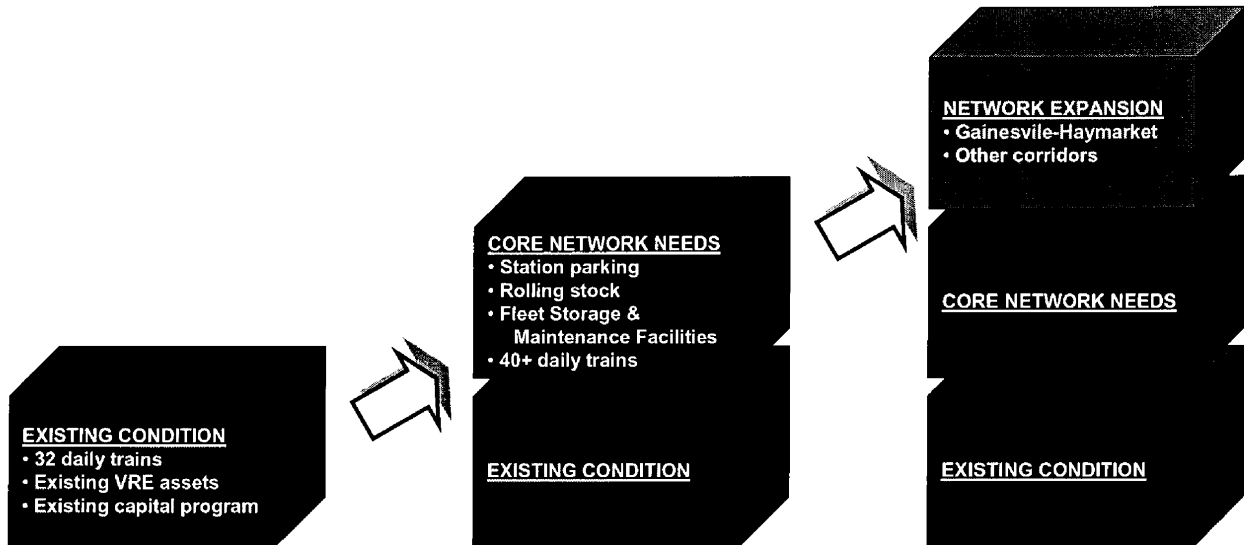 EXISTING CONDITION
• 32 daily trains
• Existing VRE assets
• Existing capital program
CORE NETWORK NEEDS
• Station parking
• Rolling stock
• Fleet Storage &
Maintenance Facilities
• 40+ daily trains
EXISTING CONDITION
NETWORK EXPANSION
• Gainesvile-Haymarket
• Other corridors
CORE NETWORK NEEDS
EXISTING CONDITION